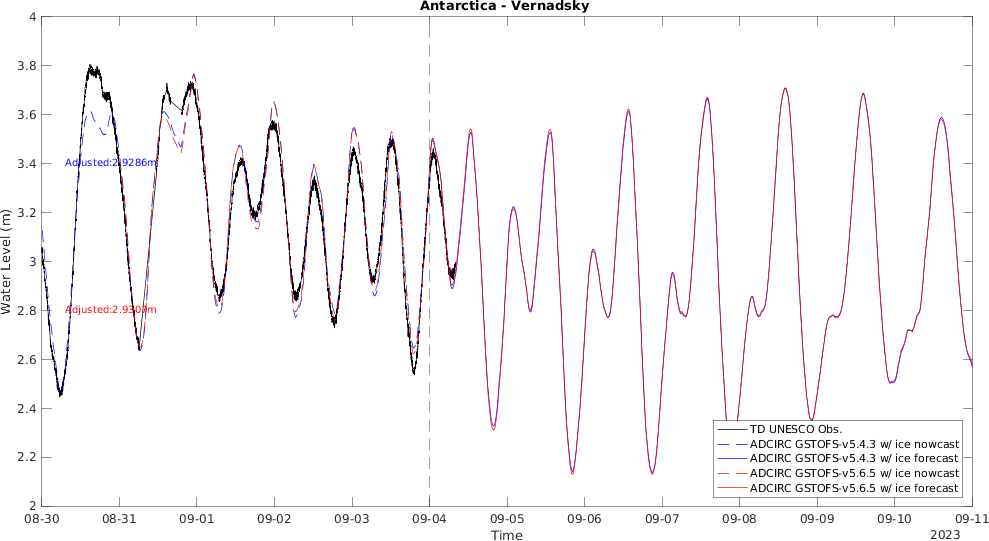 Antarctica - Vernadsky
4
3.8
3.6
3.4
3.2
3
2.8
2.6
2.4
2.2
2
Water Level (m)
Adjusted:2.9286m
Adjusted:2.9307m
TD UNESCO Obs.
ADCIRC GSTOFS-v5.4.3 w/ ice nowcast
ADCIRC GSTOFS-v5.4.3 w/ ice forecast
ADCIRC GSTOFS-v5.6.5 w/ ice nowcast
ADCIRC GSTOFS-v5.6.5 w/ ice forecast
08-30 08-31 09-01 09-02 09-03 09-04 09-05 09-06 09-07 09-08 09-09 09-10 09-11
Time
2023